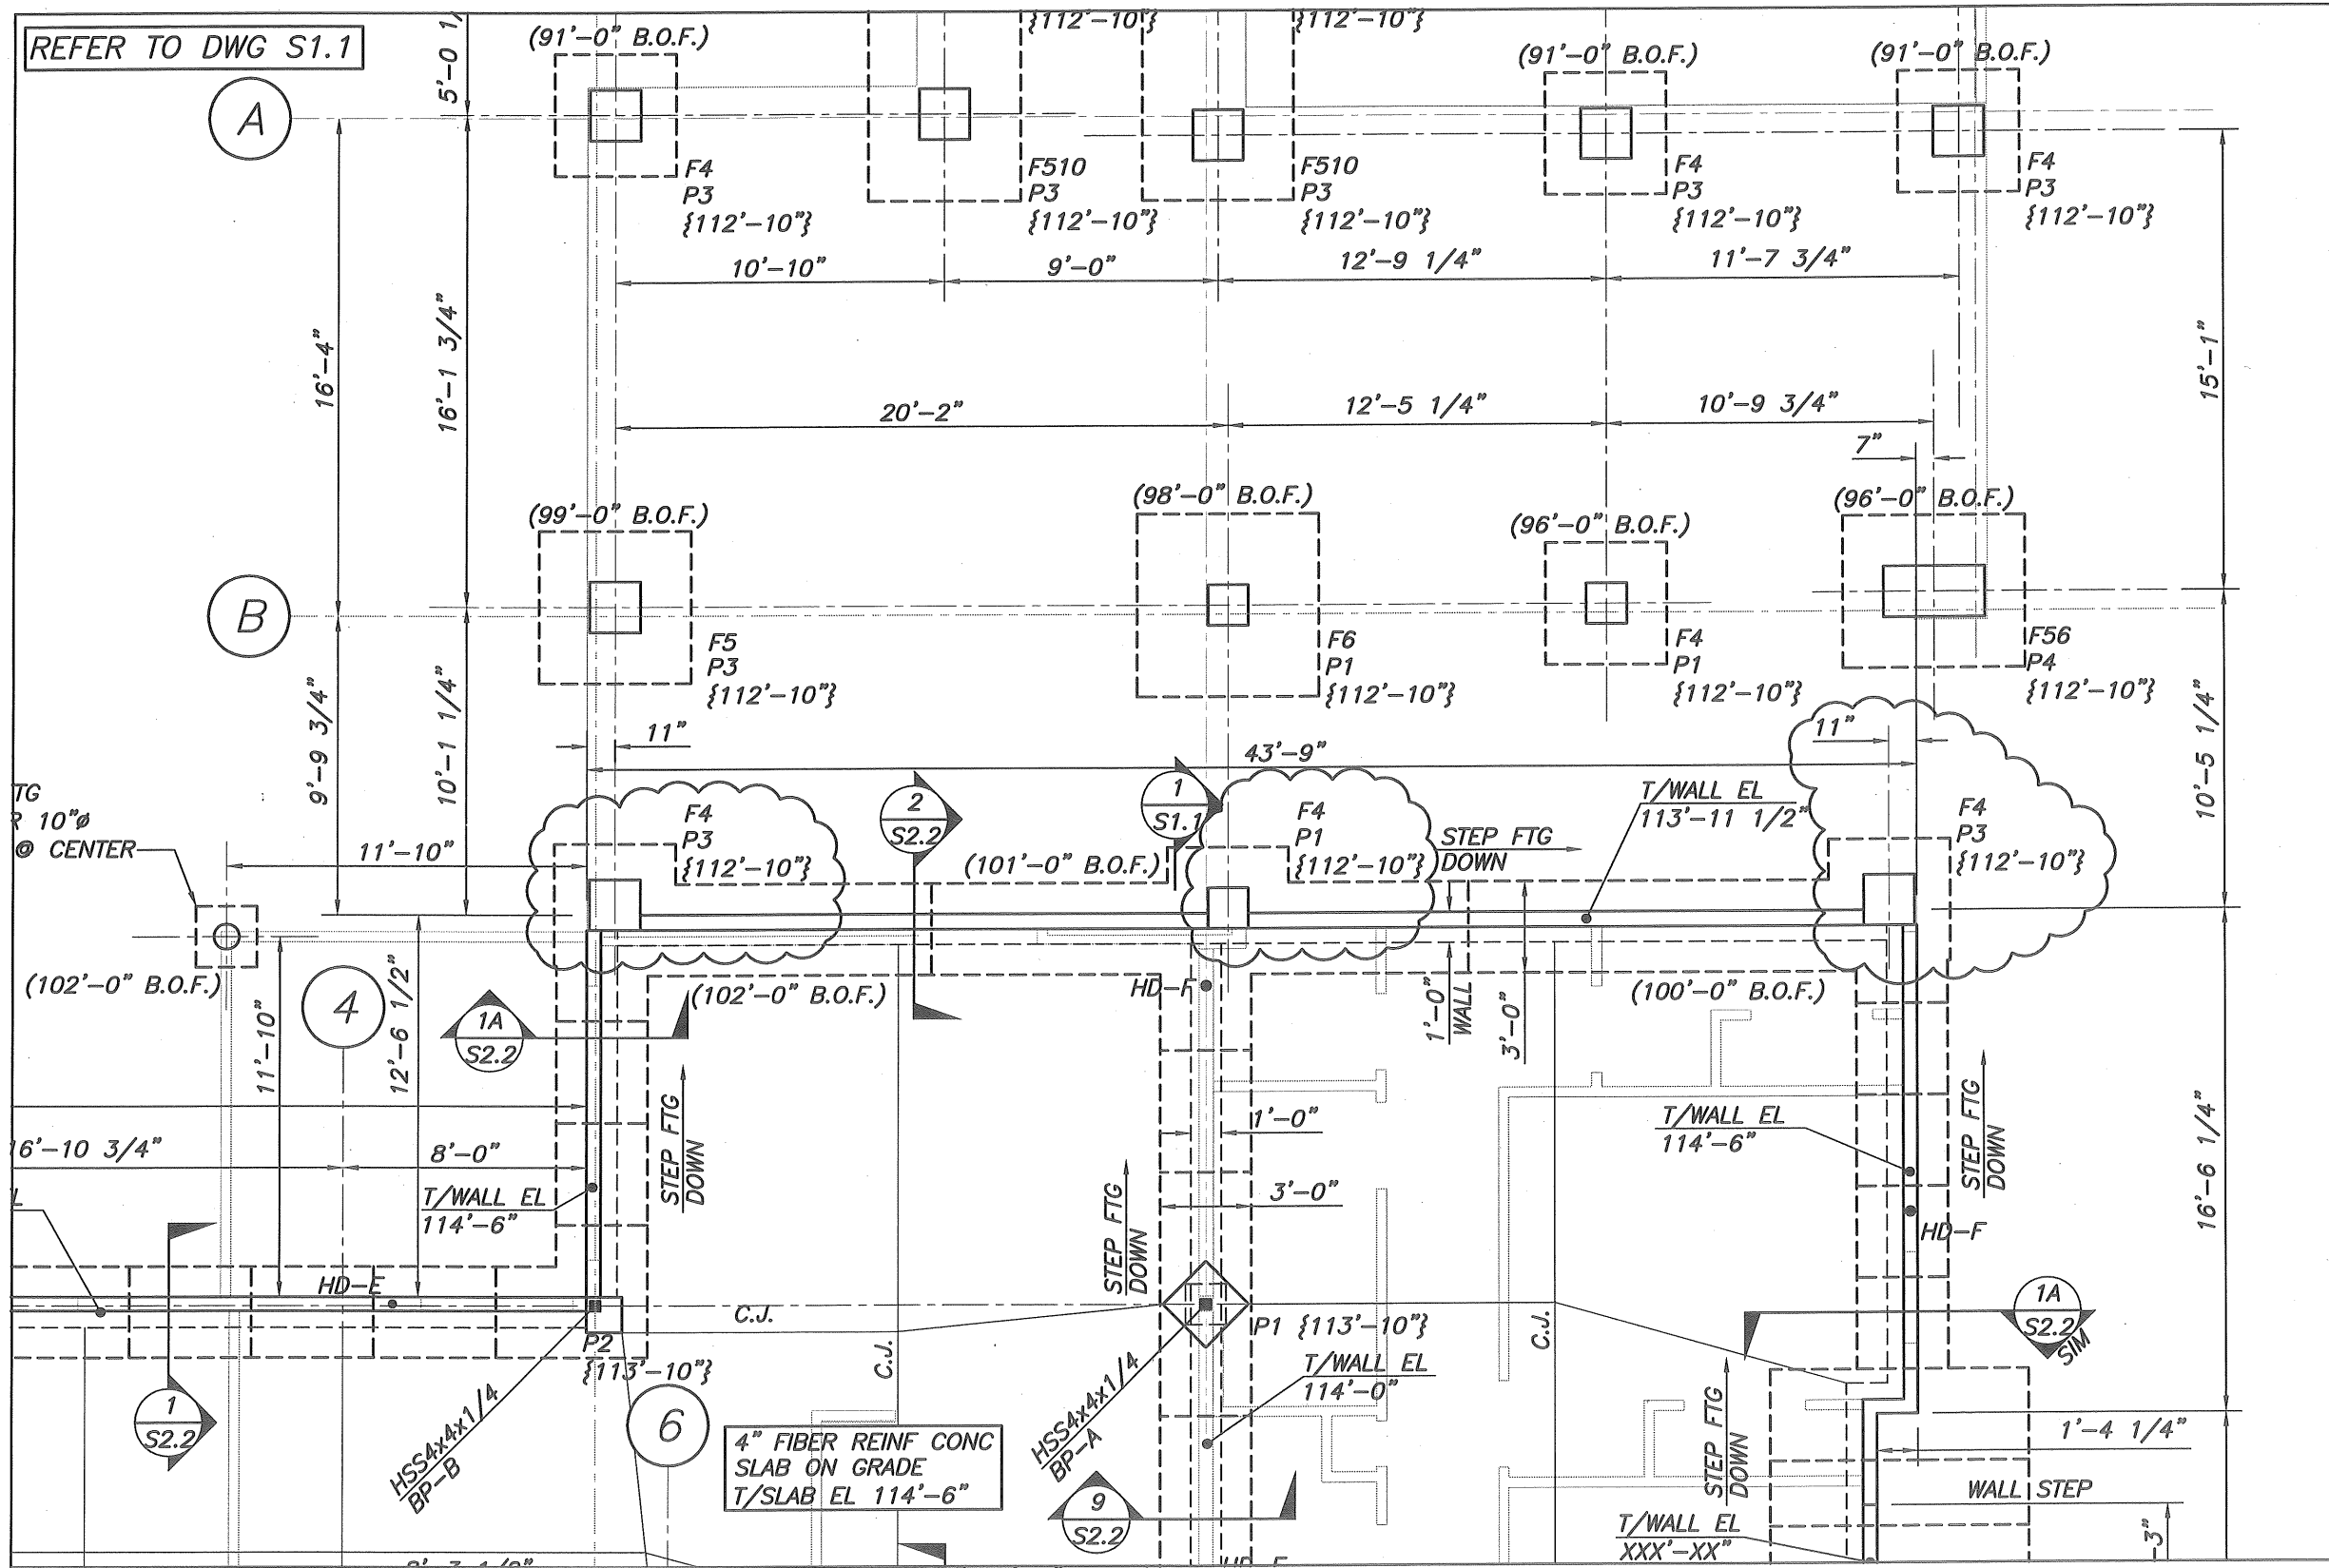 REFER TO DWG S1.1
A
5'-0 1/
(91'-0" B.O.F.)
{112'-10"}
{112'-10"}
(91'-0" B.O.F.)
(91'-0" B.O.F.)
F4
P3
{112'-10"}
F510
P3
{112'-10"}
F510
P3
{112'-10"}
F4
P3
{112'-10"}
F4
P3
{112'-10"}
10'-10"
9'-0"
12'-9 1/4"
11'-7 3/4"
16'-4"
16'-1 3/4"
15'-1"
20'-2"
12'-5 1/4"
10'-9 3/4"
7"
(99'-0" B.O.F.)
(98'-0" B.O.F.)
(96'-0" B.O.F.)
(96'-0" B.O.F.)
B
F5
P3
{112'-10"}
F6
P1
{112'-10"}
F4
P1
{112'-10"}
F56
P4
{112'-10"}
9'-9 3/4"
10'-1 1/4"
10'-5 1/4"
11"
43'-9"
11"
TG
R 10"ø
@ CENTER
11'-10"
F4
P3
{112'-10"}
2
S2.2
(101'-0" B.O.F.)
1
S1.1
F4
P1
{112'-10"}
STEP FTG
DOWN
T/WALL EL
113'-11 1/2"
F4
P3
{112'-10"}
(102'-0" B.O.F.)
4
11'-10"
12'-6 1/2"
1A
S2.2
(102'-0" B.O.F.)
HD-F
1'-0"
WALL
3'-0"
(100'-0" B.O.F.)
16'-10 3/4"
8'-0"
L
T/WALL EL
114'-6"
STEP FTG
DOWN
STEP FTG
DOWN
1'-0"
3'-0"
T/WALL EL
114'-6"
STEP FTG
DOWN
HD-F
16'-6 1/4"
HD-E
C.J.
C.J.
C.J.
P2
{113'-10"}
P1 {113'-10"}
T/WALL EL
114'-0"
1A
S2.2
SIM
1
S2.2
HSS4x4x1/4
BP-B
6
4" FIBER REINF CONC
SLAB ON GRADE
T/SLAB EL 114'-6"
HSS4x4x1/4
BP-A
9
S2.2
STEP FTG
DOWN
1'-4 1/4"
WALL STEP
T/WALL EL
XXX'-XX"
-3"
HD-F